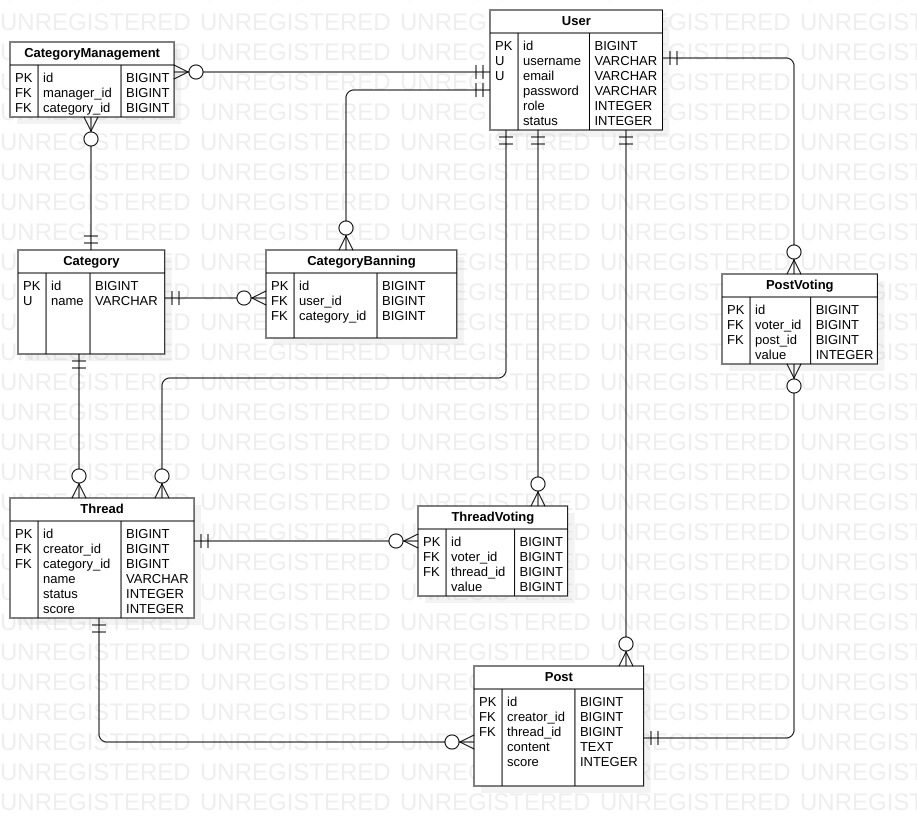 User
PK id BIGINT
U username VARCHAR
U email VARCHAR
password VARCHAR
role INTEGER
status INTEGER
CategoryManagement
PK id BIGINT
FK manager_id BIGINT
FK category_id BIGINT
Category
PK id BIGINT
U name VARCHAR
CategoryBanning
PK id BIGINT
FK user_id BIGINT
FK category_id BIGINT
PostVoting
PK id BIGINT
FK voter_id BIGINT
FK post_id BIGINT
value INTEGER
Thread
PK id BIGINT
FK creator_id BIGINT
FK category_id BIGINT
name VARCHAR
status INTEGER
score INTEGER
ThreadVoting
PK id BIGINT
FK voter_id BIGINT
FK thread_id BIGINT
value BIGINT
Post
PK id BIGINT
FK creator_id BIGINT
FK thread_id BIGINT
content TEXT
score INTEGER
UNREGISTERED